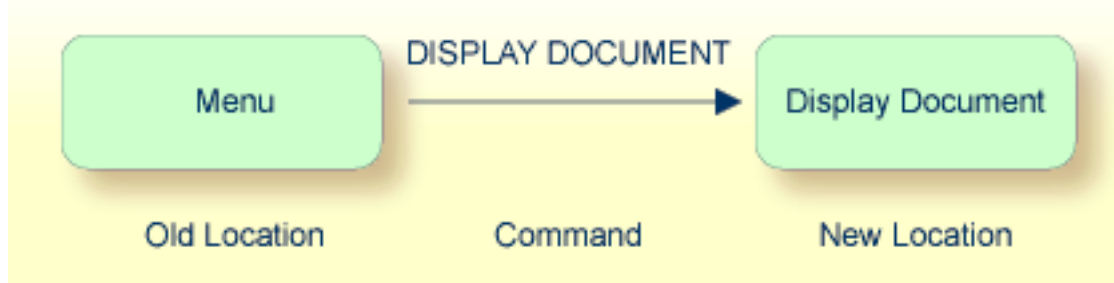 DISPLAY DOCUMENT
Menu
Display Document
Old Location
Command
New Location